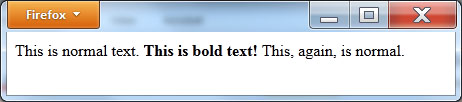 Firefox
This is normal text. This is bold text! This, again, is normal.